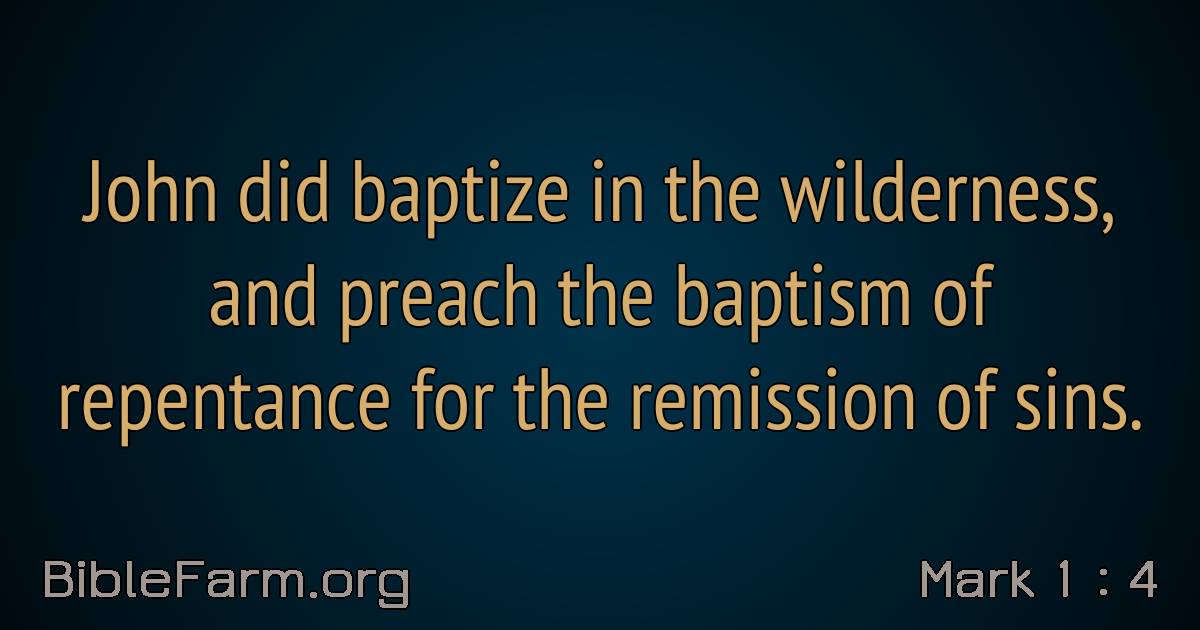 John did baptize in the wilderness,
and preach the baptism of
repentance for the remission of sins.
BibleFarm.org
Mark 1 : 4